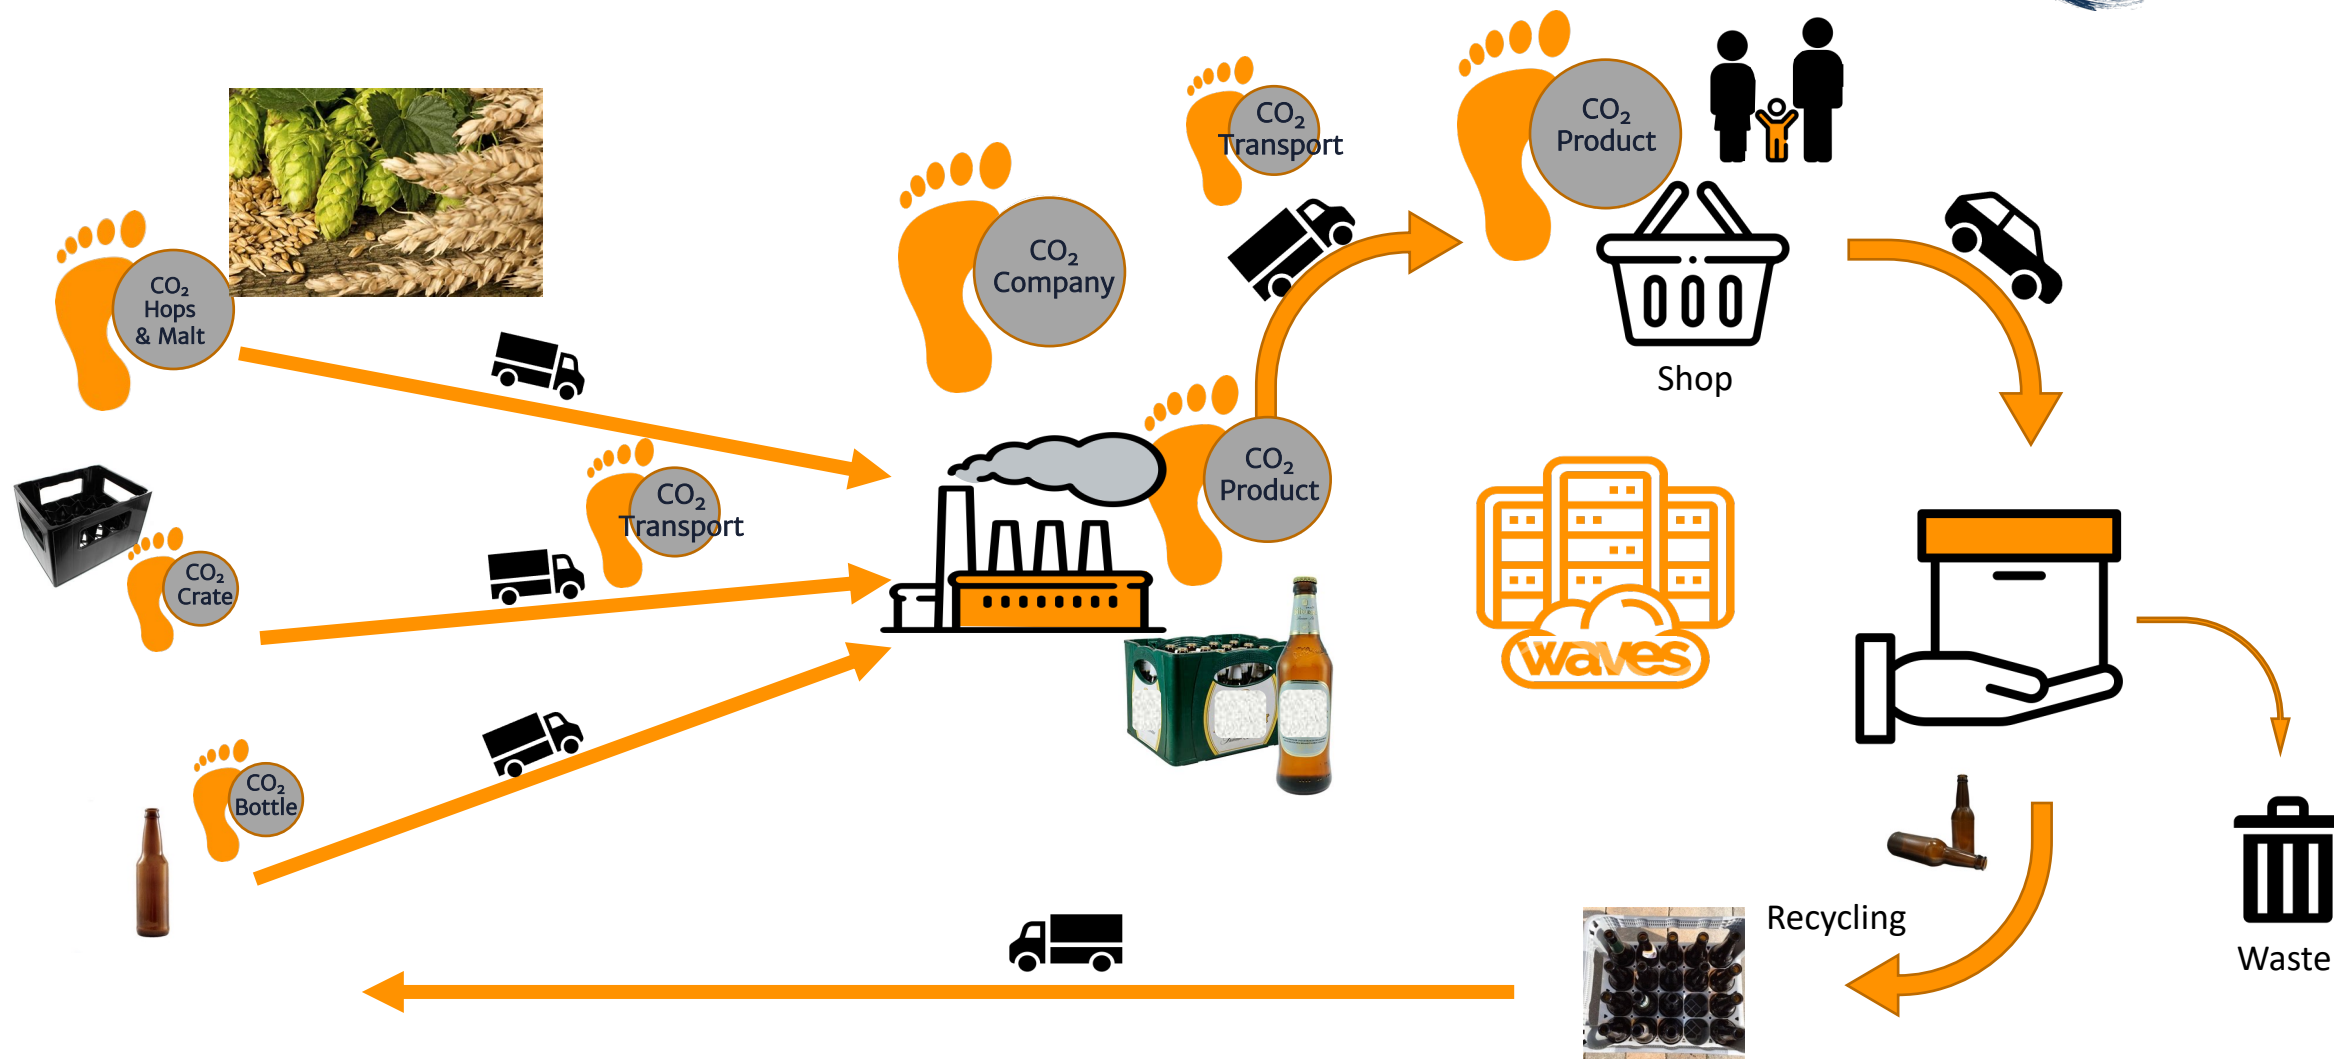 CO₂
Hops
& Malt
CO₂
Crate
CO₂
Bottle
CO₂
Transport
CO₂
Company
CO₂
Product
CO₂
Transport
CO₂
Product
Shop
waves
Recycling
Waste